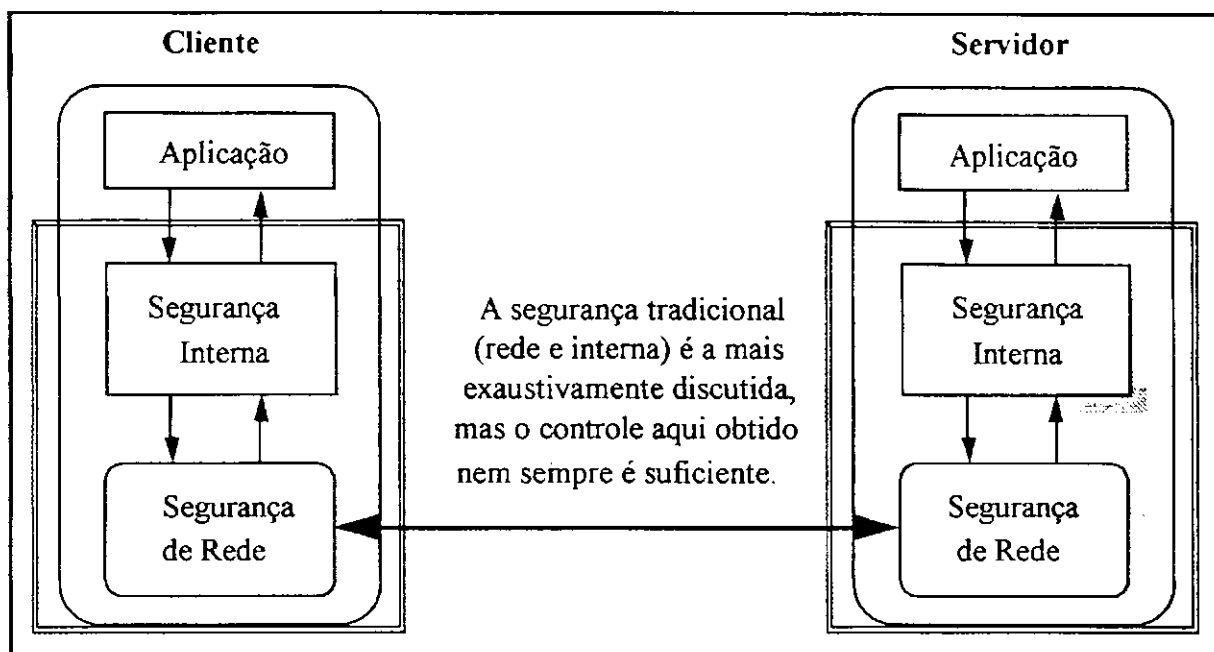 Cliente
Servidor
Aplicação
Aplicação
Segurança
Interna
A segurança tradicional
(rede e interna) é a mais
exaustivamente discutida,
mas o controle aqui obtido
nem sempre é suficiente.
Segurança
Interna
Segurança
de Rede
Segurança
de Rede